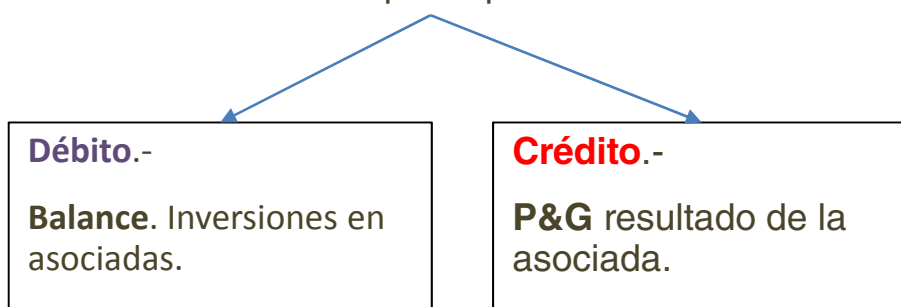 Débito.-
Balance. Inversiones en
asociadas.
Crédito.-
P&G resultado de la
asociada.